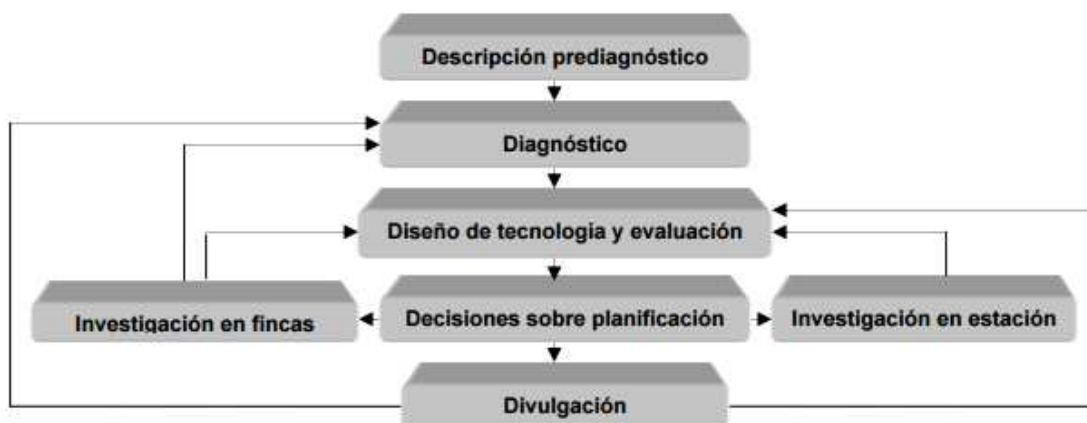 Descripción prediagnóstico
Diagnóstico
Diseño de tecnologia y evaluación
Investigación en fincas
Decisiones sobre planificación
Investigación en estación
Divulgación